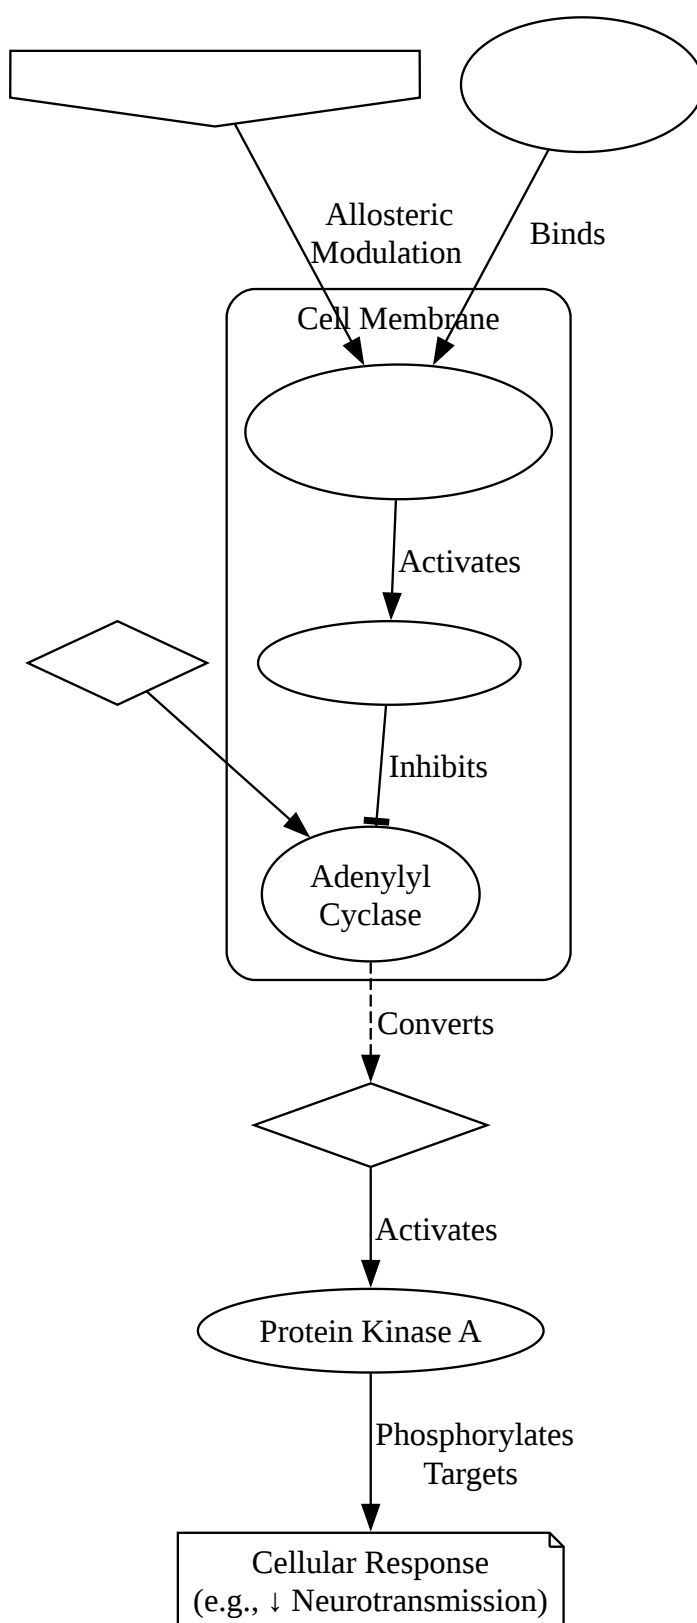 Allosteric
Modulation
Binds
Cell Membrane
Activates
Inhibits
Adenylyl
Cyclase
Converts
Activates
Protein Kinase A
Phosphorylates
Targets
Cellular Response
(e.g., ↓ Neurotransmission)